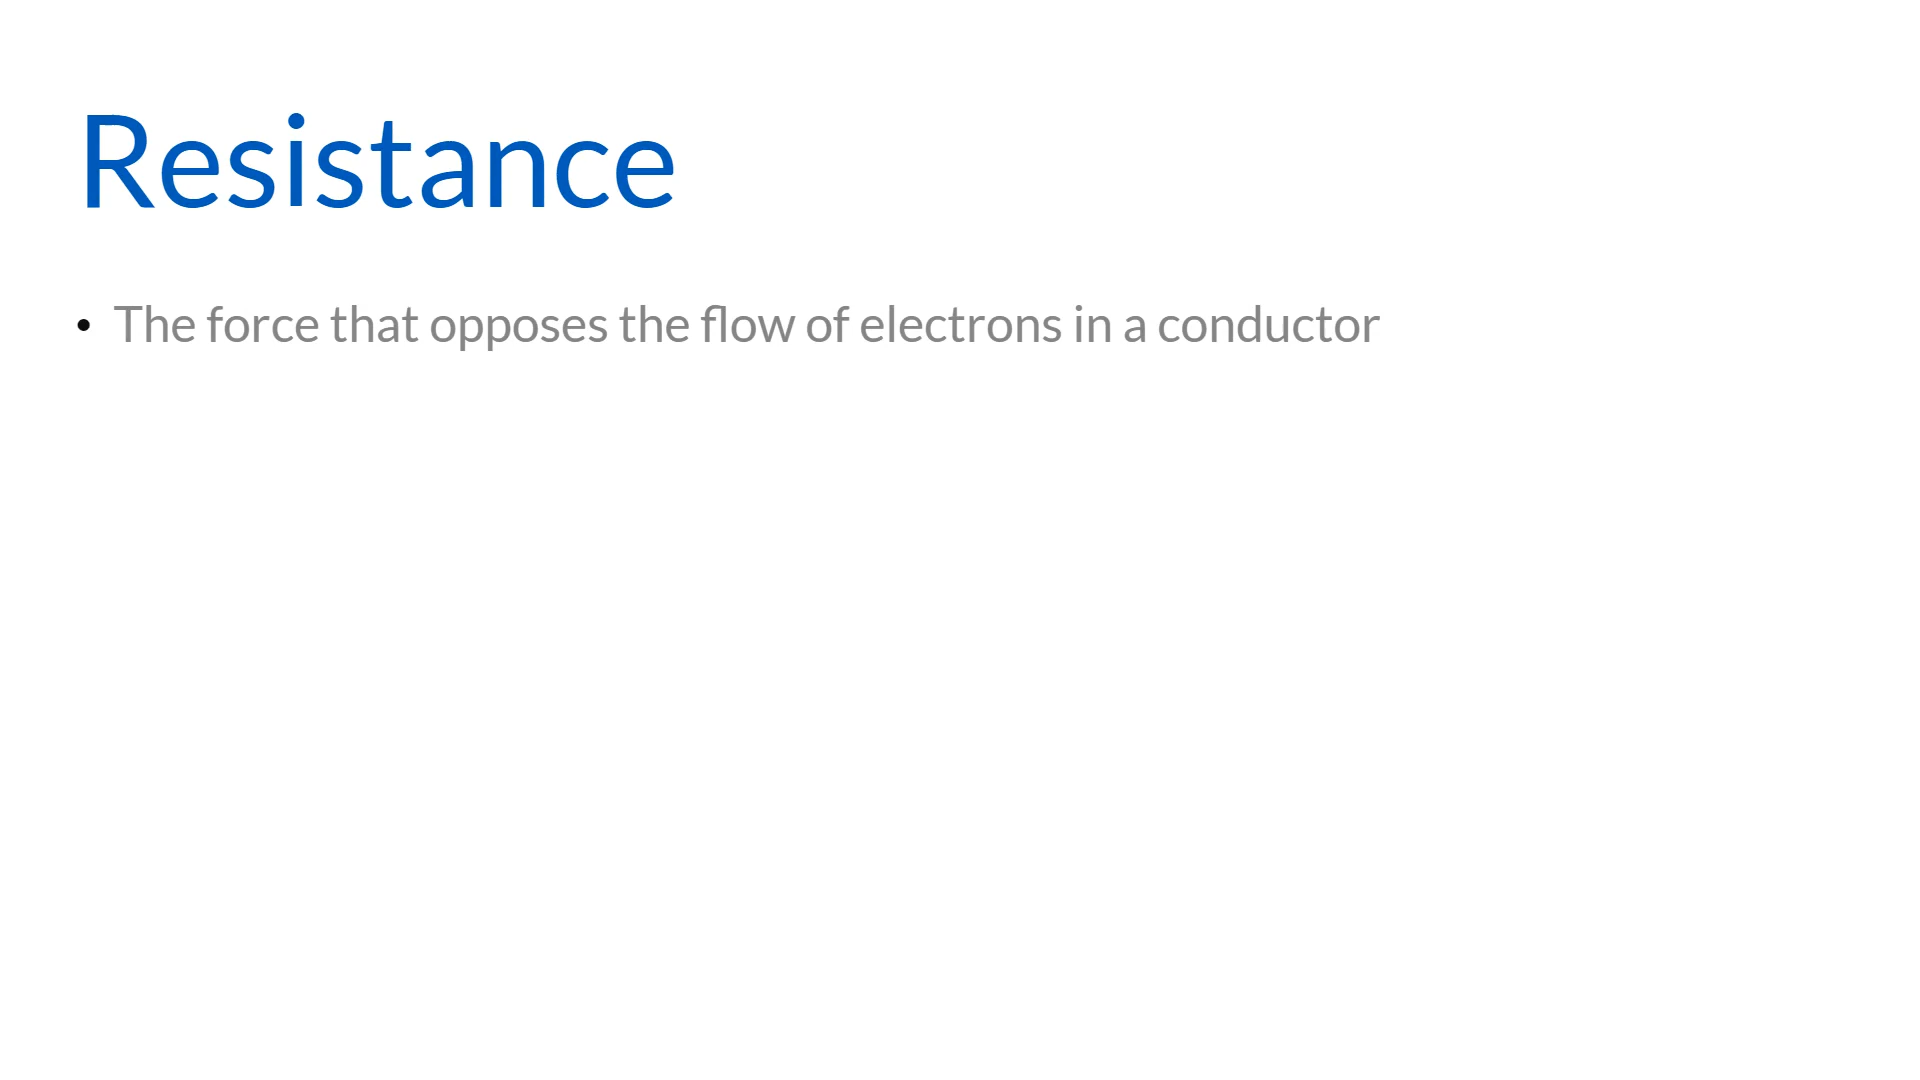 Resistance
• The force that opposes the flow of electrons in a conductor